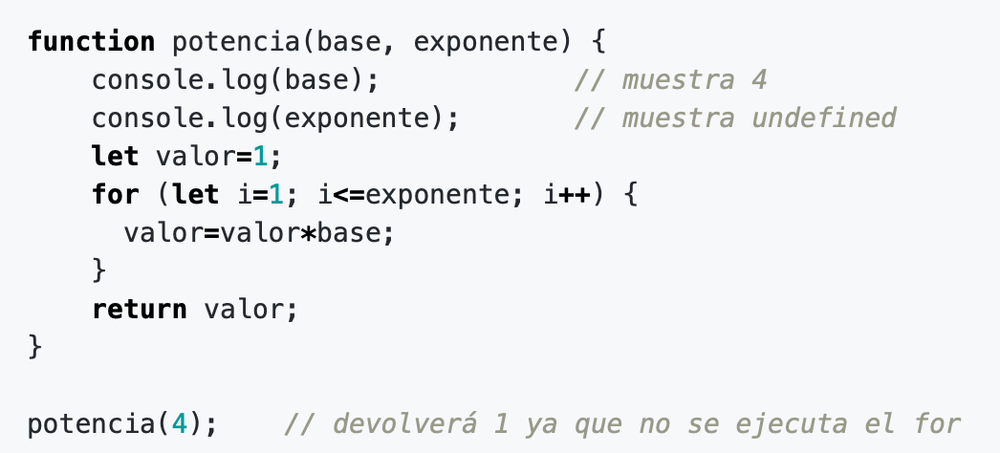 function potencia(base, exponente) {
    console.log(base);            // muestra 4
    console.log(exponente);       // muestra undefined
    let valor=1;
    for (let i=1; i<=exponente; i++) {
      valor=valor*base;
    }
    return valor;
}

potencia(4);    // devolverá 1 ya que no se ejecuta el for